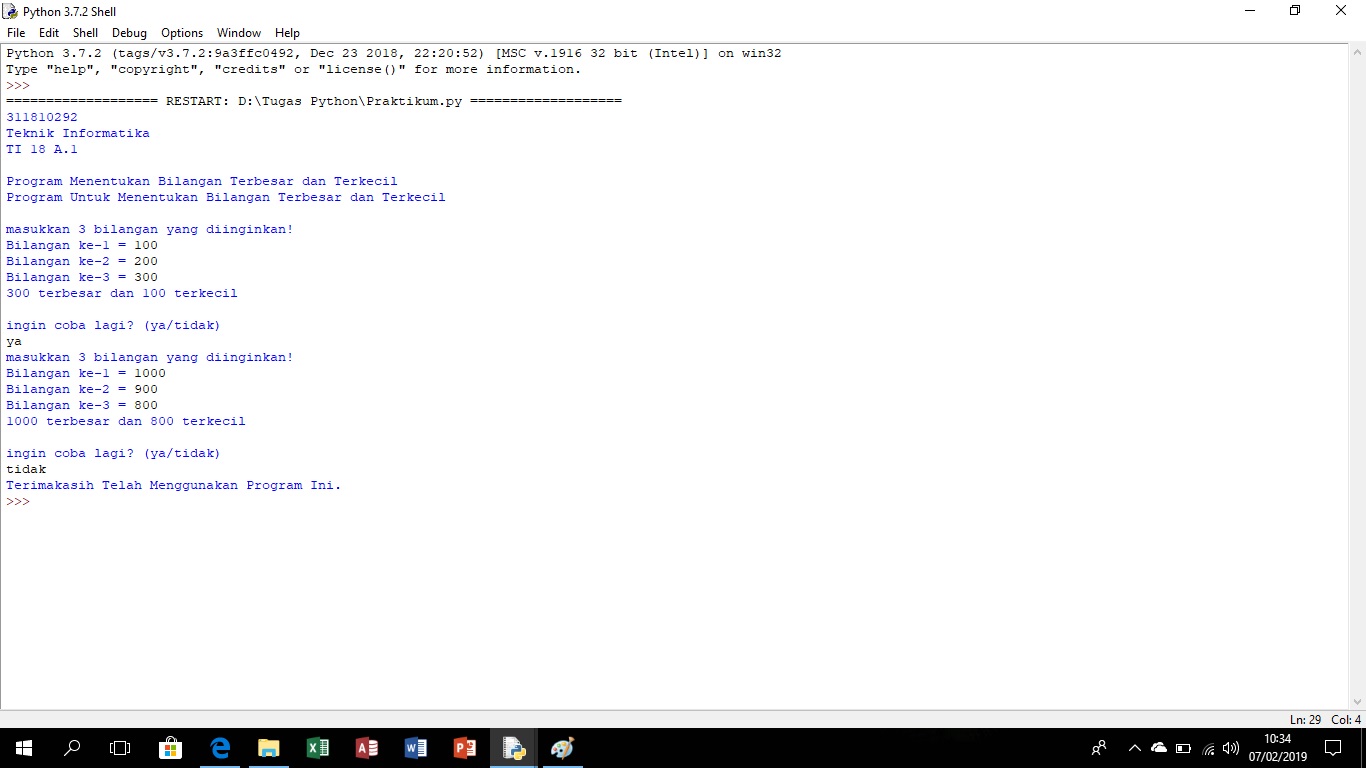 Python 3.7.2 Shell
File Edit Shell Debug Options Window Help
Python 3.7.2 (tags/v3.7.2:9a3ffc0492, Dec 23 2018, 22:20:52) [MSC v.1916 32 bit (Intel)] on win32
Type "help", "copyright", "credits" or "license()" for more information.
>>>
=================== RESTART: D:\Tugas Python\Praktikum.py ===================
311810292
Teknik Informatika
TI 18 A.1
Program Menentukan Bilangan Terbesar dan Terkecil
Program Untuk Menentukan Bilangan Terbesar dan Terkecil
masukkan 3 bilangan yang diinginkan!
Bilangan ke-1 = 100
Bilangan ke-2 = 200
Bilangan ke-3 = 300
300 terbesar dan 100 terkecil
ingin coba lagi? (ya/tidak)
ya
masukkan 3 bilangan yang diinginkan!
Bilangan ke-1 = 1000
Bilangan ke-2 = 900
Bilangan ke-3 = 800
1000 terbesar dan 800 terkecil
ingin coba lagi? (ya/tidak)
tidak
Terimakasih Telah Menggunakan Program Ini.
>>>
Ln: 29 Col: 4
10:34
07/02/2019